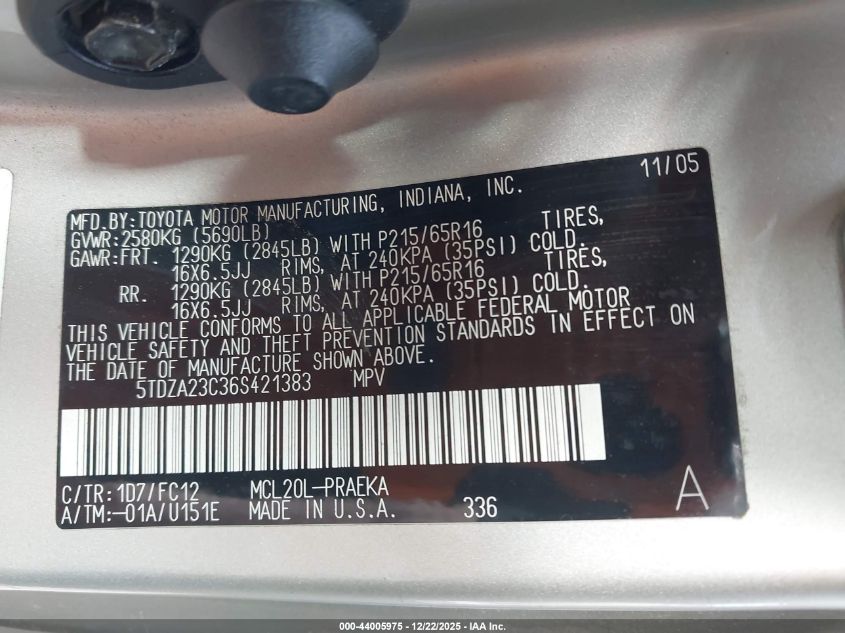 11/05
MFD.BY:TOYOTA MOTOR MANUFACTURING, INDIANA, INC.
GVWR:2580KG (5690LB)
GAWR:FRT. 1290KG (2845LB) WITH P215/65R16 TIRES,
16X6.5JJ RIMS, AT 240KPA (35PSI) COLD.
RR. 1290KG (2845LB) WITH P215/65R16 TIRES,
16X6.5JJ RIMS, AT 240KPA (35PSI) COLD.
THIS VEHICLE CONFORMS TO ALL APPLICABLE FEDERAL MOTOR
VEHICLE SAFETY AND THEFT PREVENTION STANDARDS IN EFFECT ON
THE DATE OF MANUFACTURE SHOWN ABOVE.
5TDZA23C36S421383 MPV
C/TR:1D7/FC12 MCL20L-PRAEKA
A/TM:-01A/U151E MADE IN U.S.A. 336 A
000-44005975 - 12/22/2025 - IAA Inc.